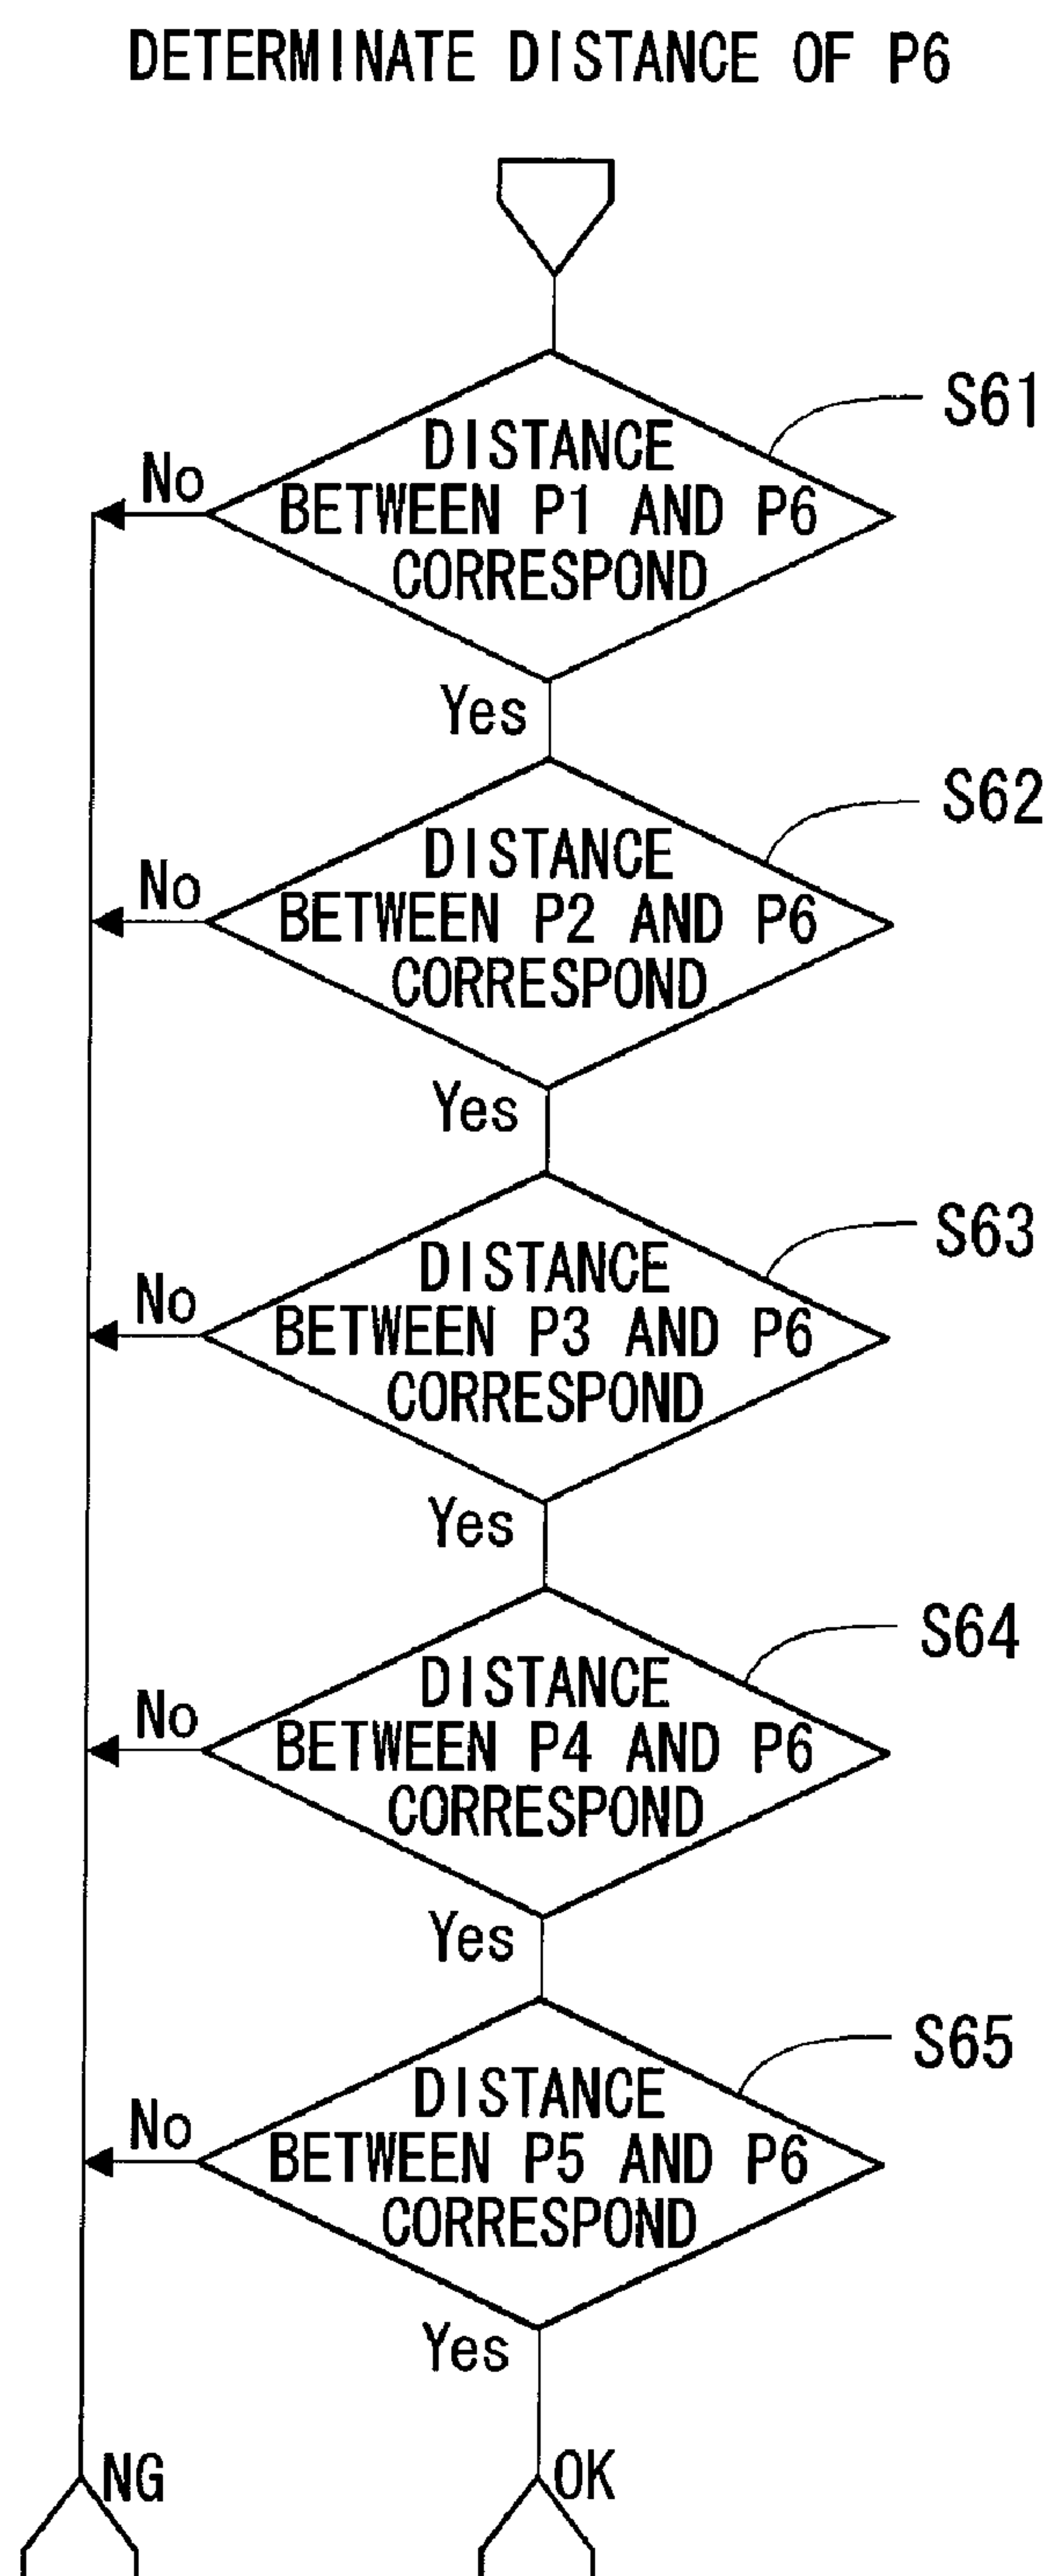 DETERMINATE DISTANCE OF P6
S61
DISTANCE
BETWEEN P1 AND P6
CORRESPOND
No
Yes
S62
DISTANCE
BETWEEN P2 AND P6
CORRESPOND
No
Yes
S63
DISTANCE
BETWEEN P3 AND P6
CORRESPOND
No
Yes
S64
DISTANCE
BETWEEN P4 AND P6
CORRESPOND
No
Yes
S65
DISTANCE
BETWEEN P5 AND P6
CORRESPOND
No
Yes
NG
OK